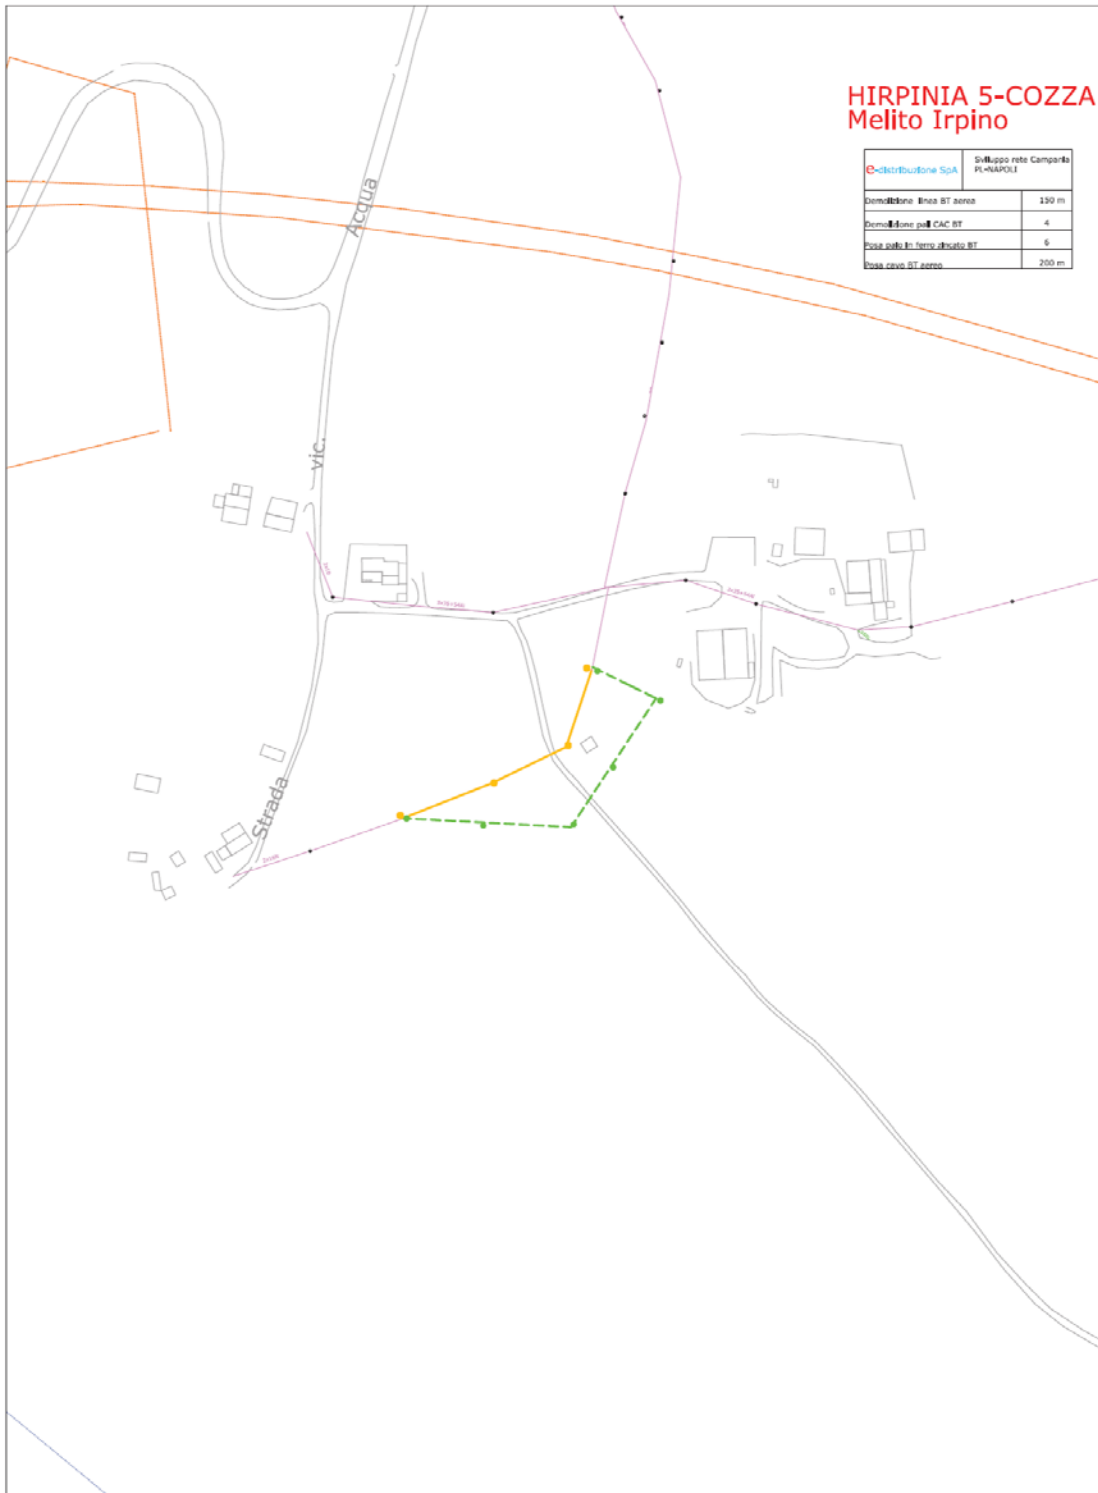 HIRPINIA 5-COZZA
Melito Irpino
e-distribuzione SpA
Sviluppo rete Campania
PL-NAPOLI
Demolizione linea BT aerea 150 m
Demolizione pali CAC BT 4
Posa palo in ferro zincato BT 6
Posa cavo BT aereo 200 m
Acqua
vic.
Strada